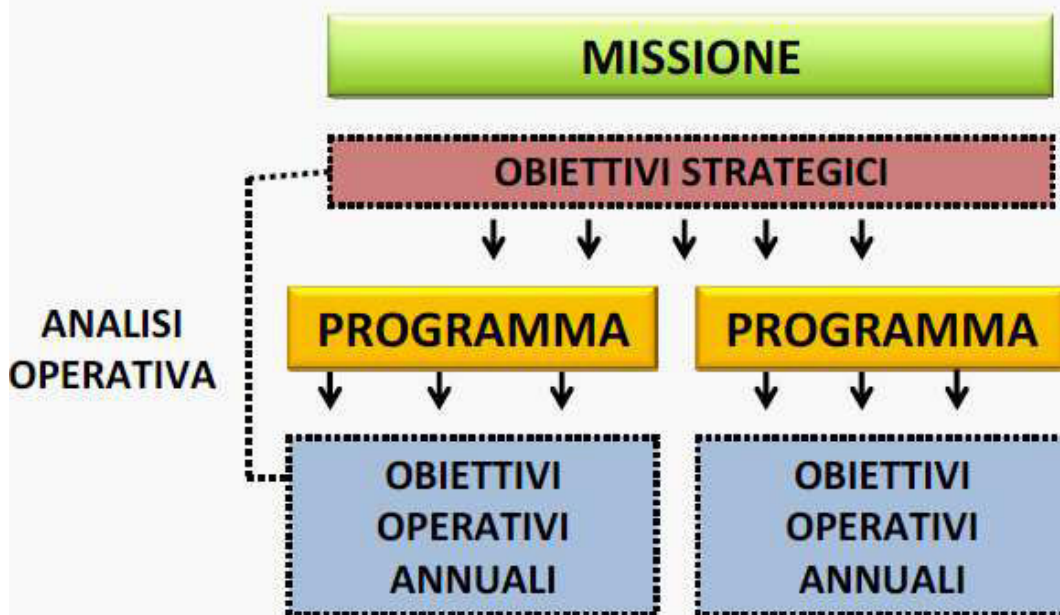 MISSIONE
OBIETTIVI STRATEGICI
PROGRAMMA
PROGRAMMA
ANALISI
OPERATIVA
OBIETTIVI
OPERATIVI
ANNUALI
OBIETTIVI
OPERATIVI
ANNUALI